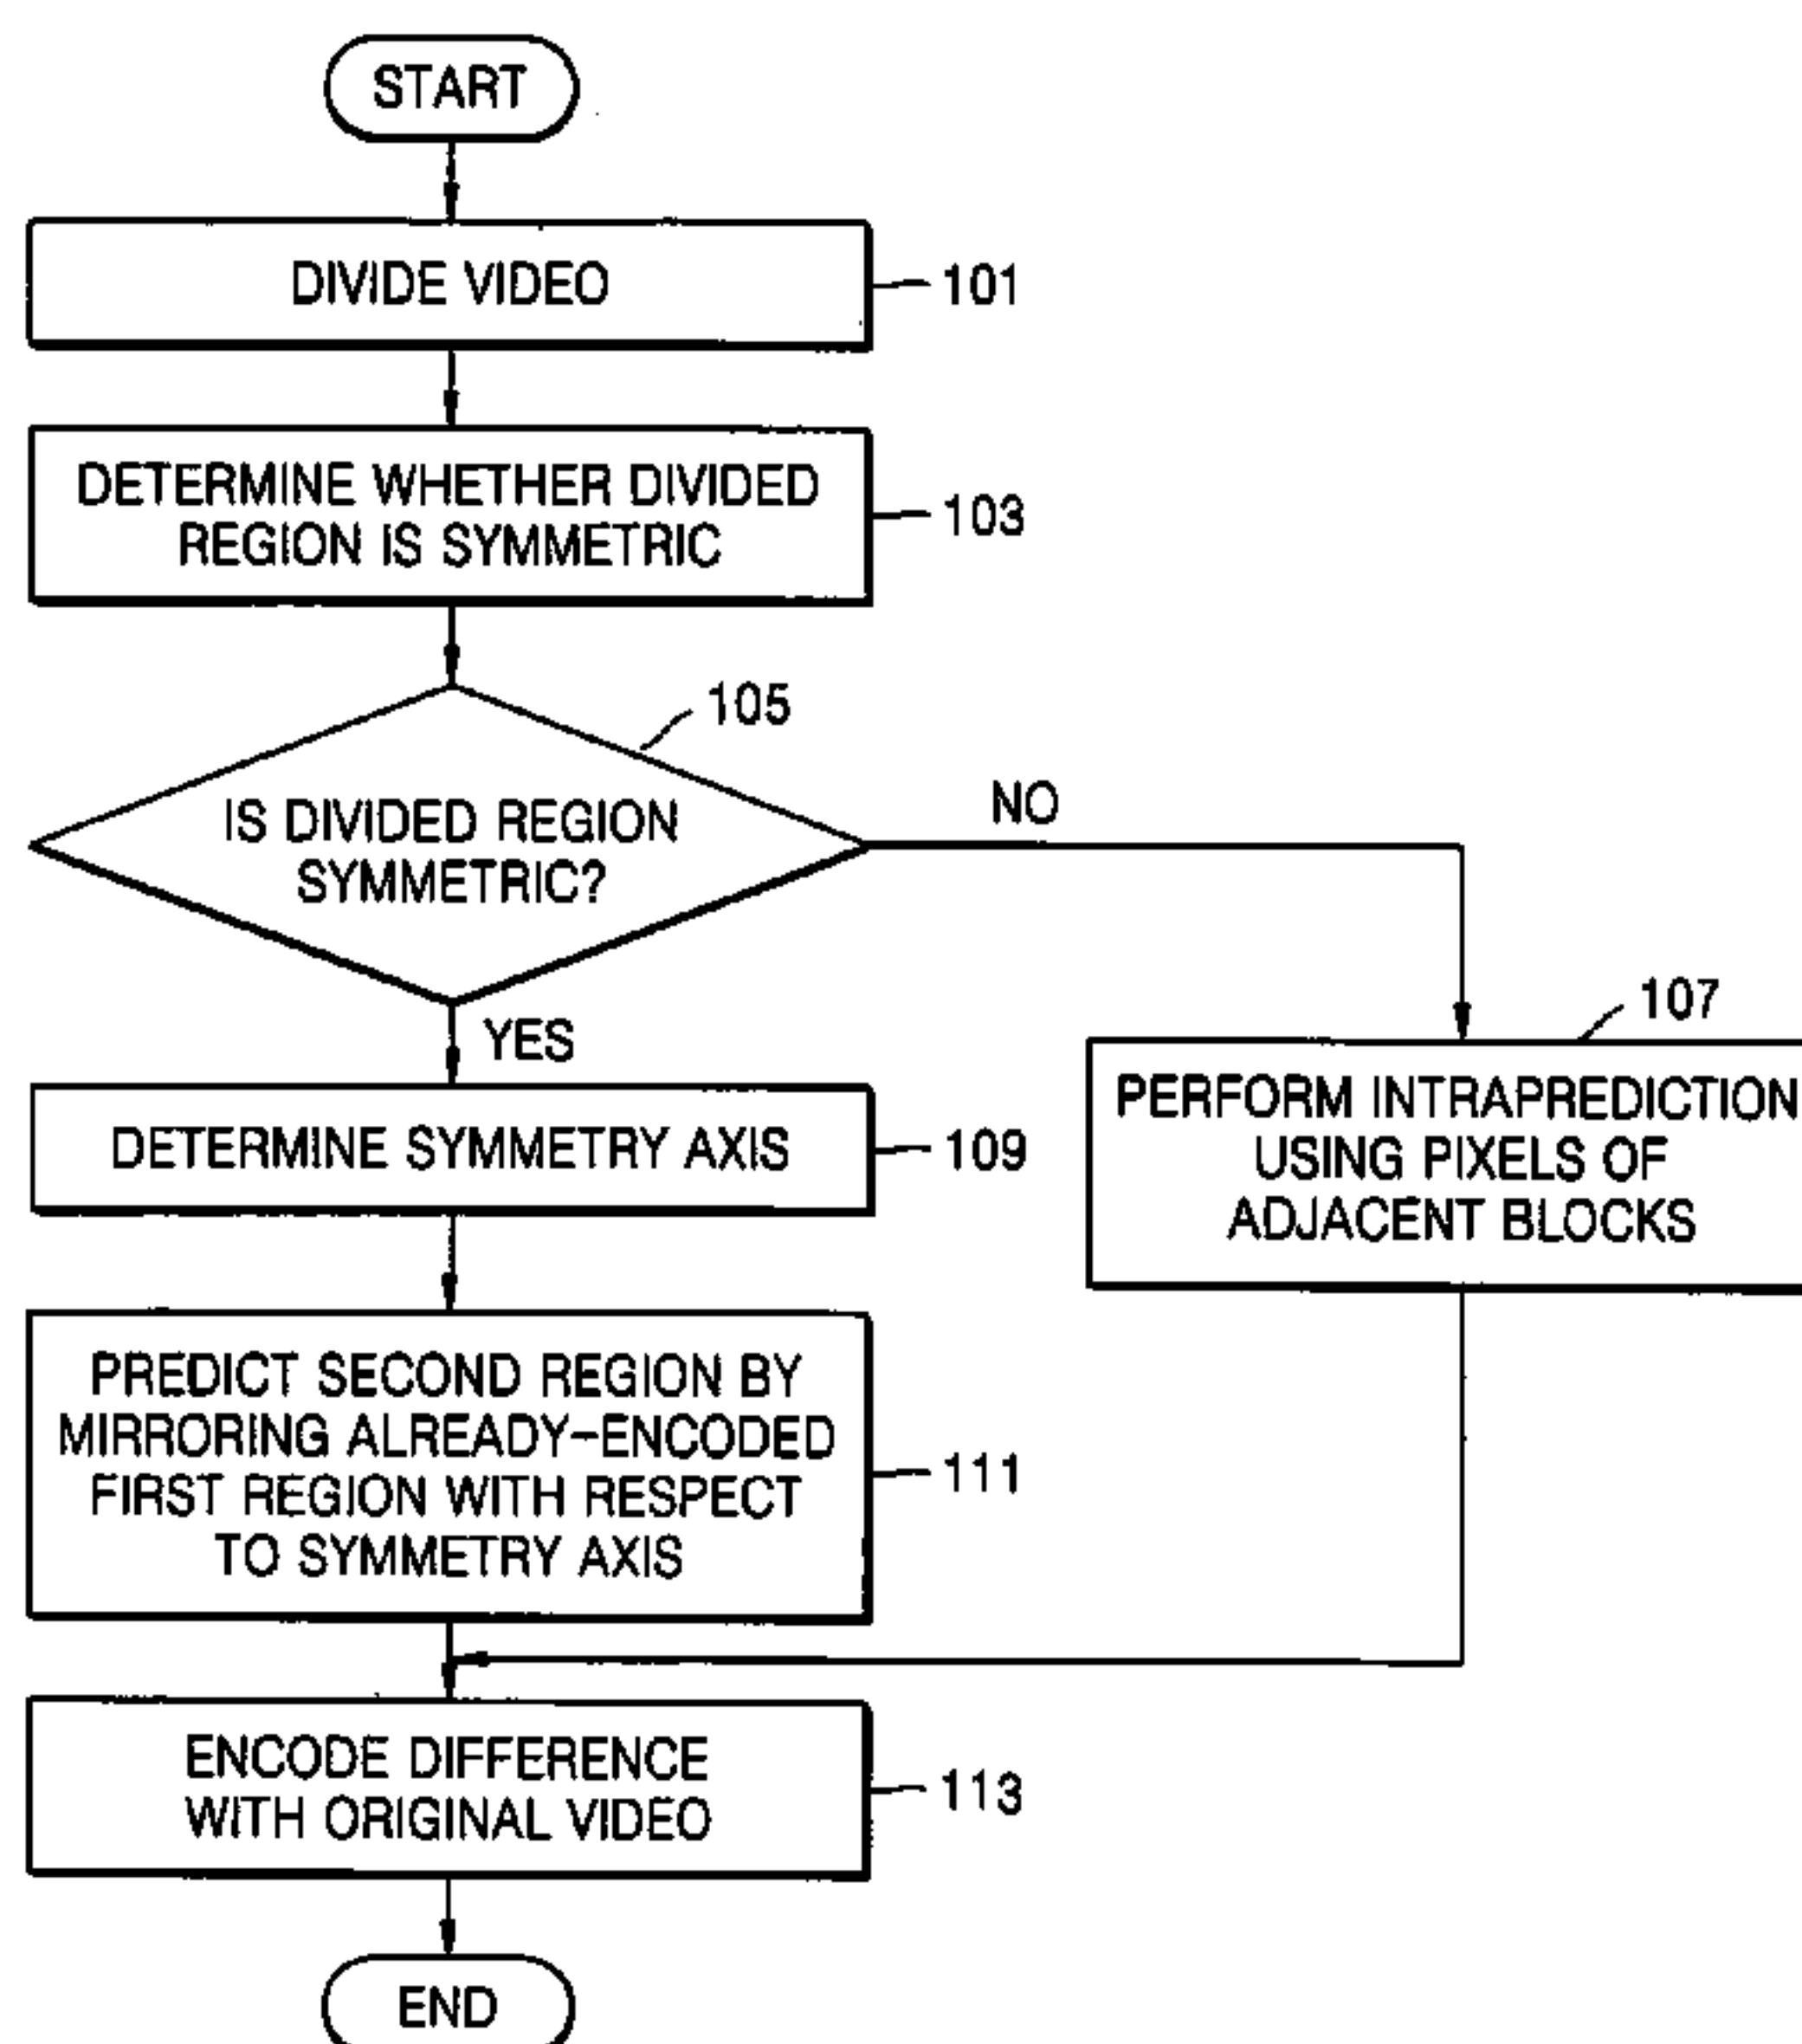 START
DIVIDE VIDEO
101
DETERMINE WHETHER DIVIDED
REGION IS SYMMETRIC
103
105
IS DIVIDED REGION
SYMMETRIC?
NO
YES
107
PERFORM INTRAPREDICTION
USING PIXELS OF
ADJACENT BLOCKS
DETERMINE SYMMETRY AXIS
109
PREDICT SECOND REGION BY
MIRRORING ALREADY-ENCODED
FIRST REGION WITH RESPECT
TO SYMMETRY AXIS
111
ENCODE DIFFERENCE
WITH ORIGINAL VIDEO
113
END